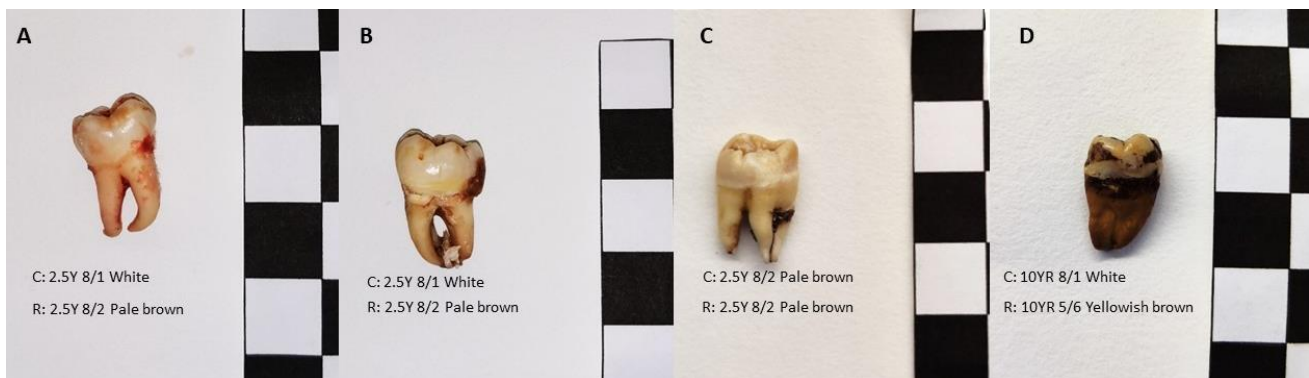 A
C: 2.5Y 8/1 White
R: 2.5Y 8/2 Pale brown
B
C: 2.5Y 8/1 White
R: 2.5Y 8/2 Pale brown
C
C: 2.5Y 8/2 Pale brown
R: 2.5Y 8/2 Pale brown
D
C: 10YR 8/1 White
R: 10YR 5/6 Yellowish brown